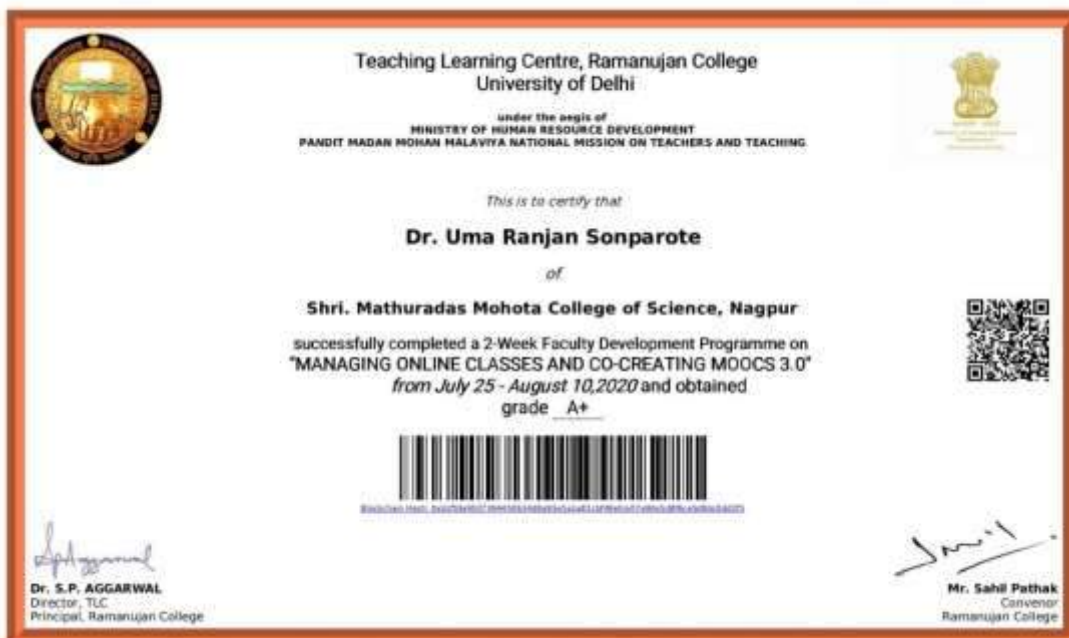 Teaching Learning Centre, Ramanujan College
University of Delhi
under the aegis of
MINISTRY OF HUMAN RESOURCE DEVELOPMENT
PANDIT MADAN MOHAN MALAVIYA NATIONAL MISSION ON TEACHERS AND TEACHING
This is to certify that
Dr. Uma Ranjan Sonparote
of
Shri. Mathuradas Mohota College of Science, Nagpur
successfully completed a 2-Week Faculty Development Programme on
"MANAGING ONLINE CLASSES AND CO-CREATING MOOCS 3.0"
from July 25 - August 10,2020 and obtained
grade A+
Blockchain Hash:
Dr. S.P. AGGARWAL
Director, TLC
Principal, Ramanujan College
Mr. Sahil Pathak
Convenor
Ramanujan College